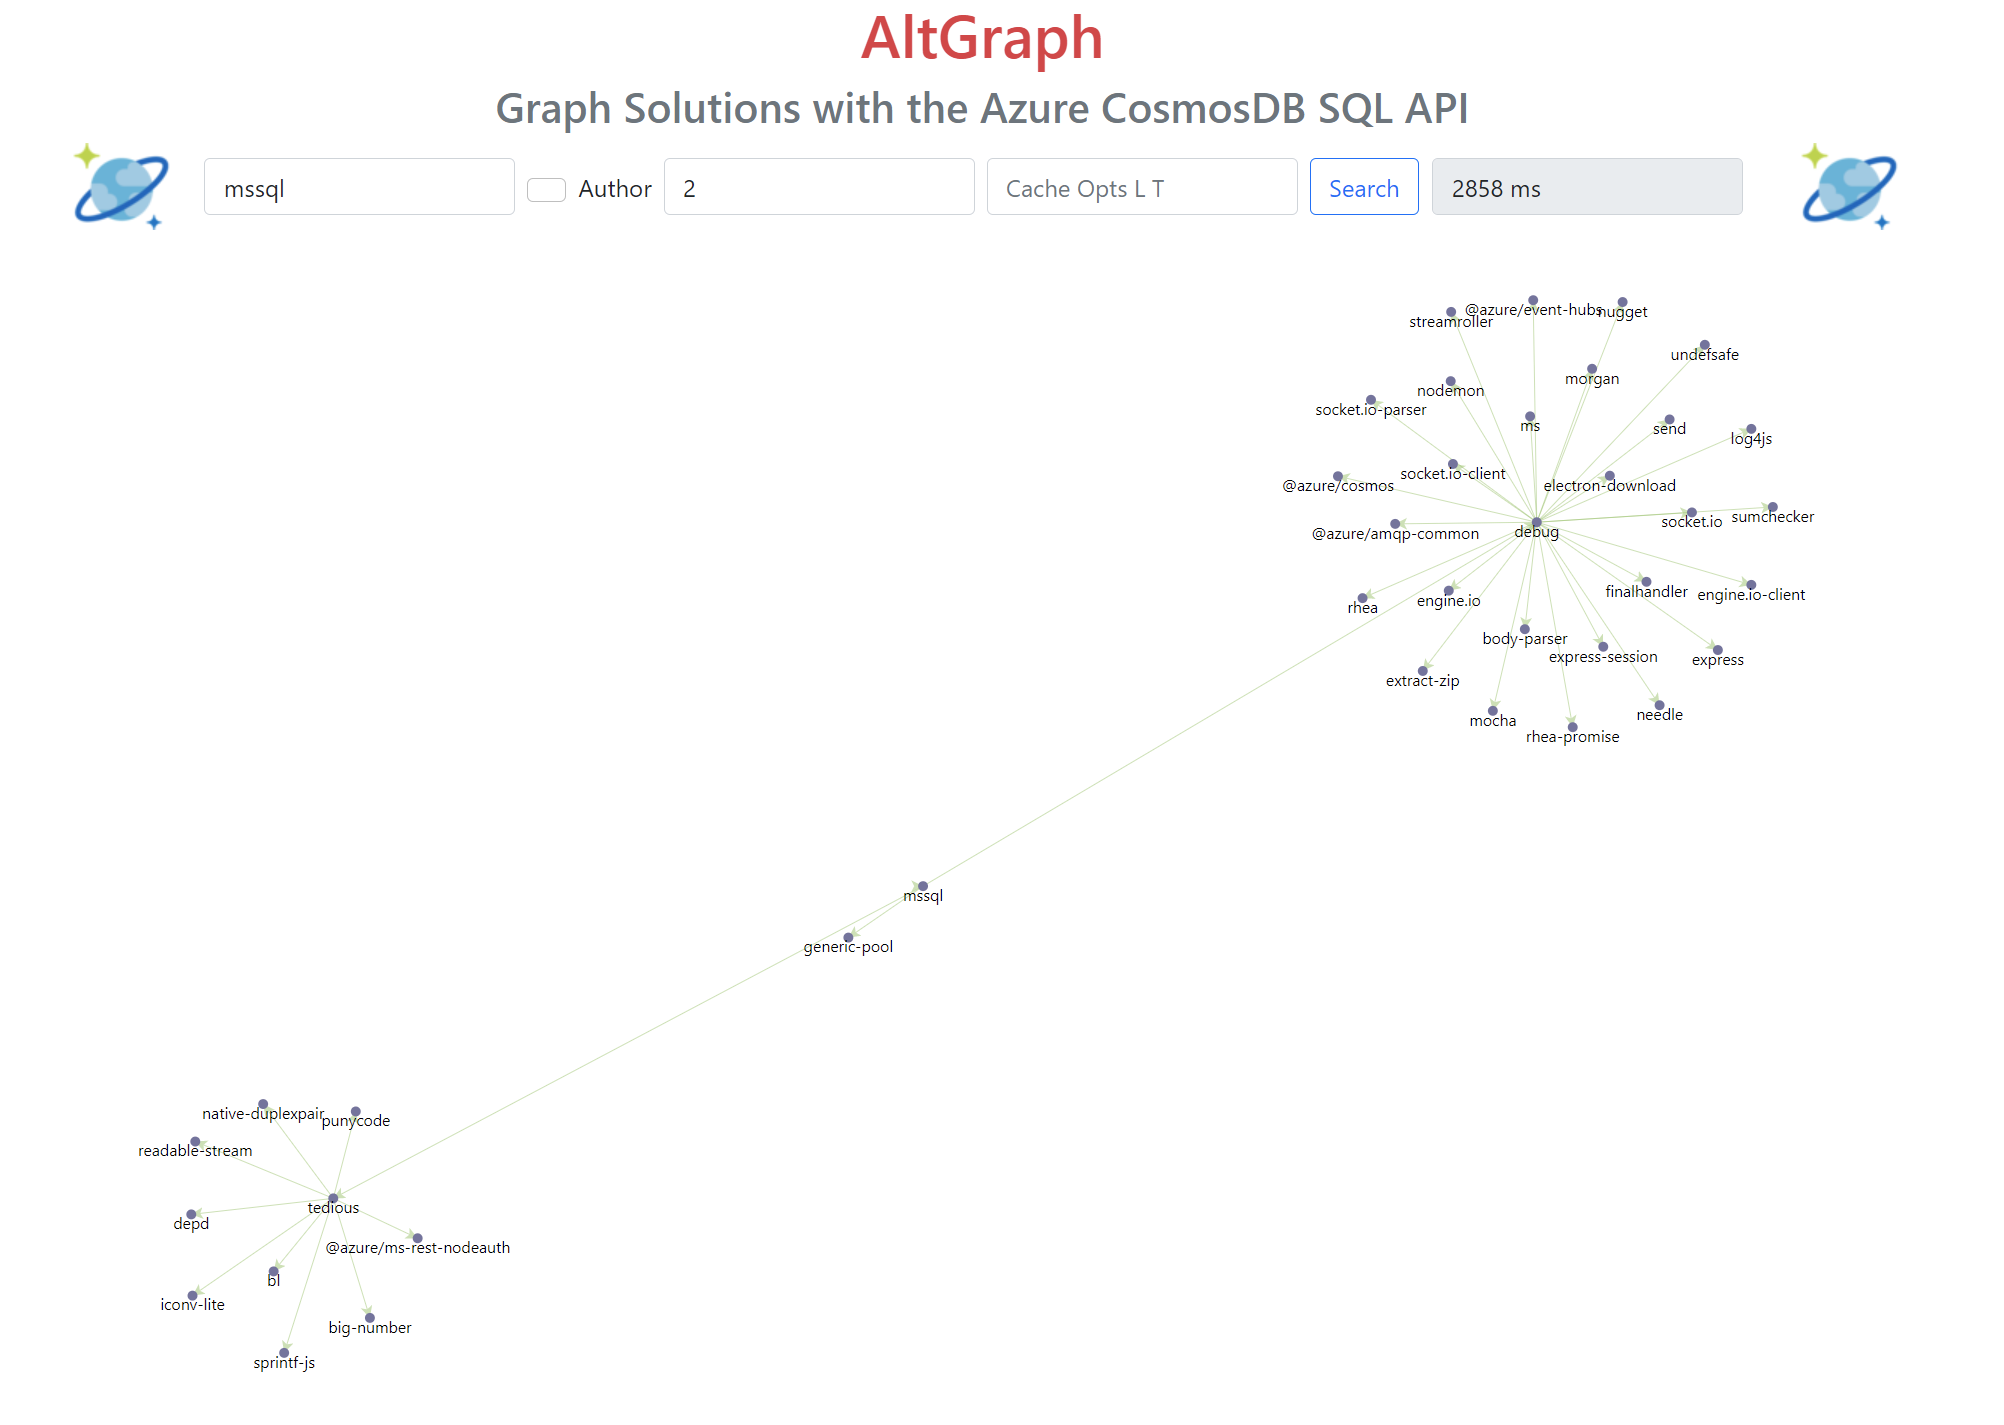 AltGraph
Graph Solutions with the Azure CosmosDB SQL API
mssql Author 2 Cache Opts L T Search 2858 ms
@azure/event-hubs
nugget
streamroller
undefsafe
morgan
nodemon
socket.io-parser
ms
send
log4js
socket.io-client
@azure/cosmos
electron-download
socket.io
sumchecker
@azure/amqp-common
debug
finalhandler
engine.io-client
rhea
engine.io
body-parser
express-session
express
extract-zip
needle
mocha
rhea-promise
mssql
generic-pool
native-duplexpair
punycode
readable-stream
tedious
depd
@azure/ms-rest-nodeauth
bl
iconv-lite
big-number
sprintf-js